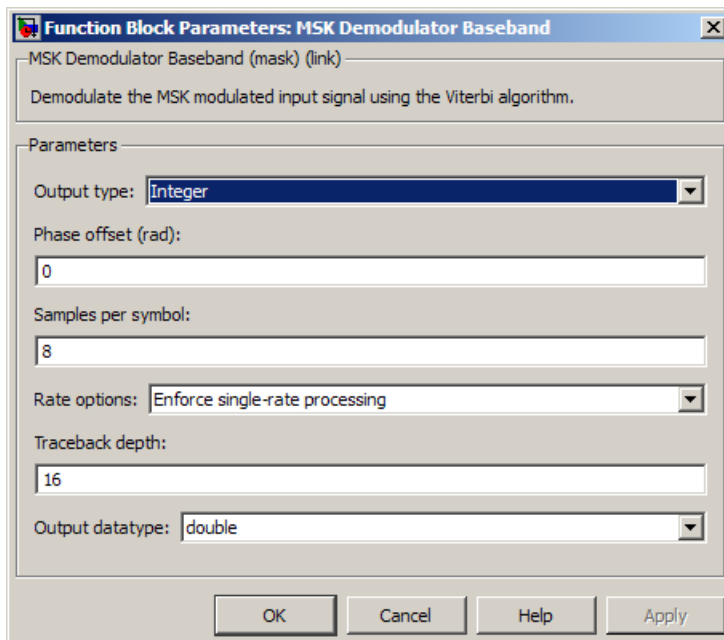 Function Block Parameters: MSK Demodulator Baseband
MSK Demodulator Baseband (mask) (link)
Demodulate the MSK modulated input signal using the Viterbi algorithm.
Parameters
Output type: Integer
Phase offset (rad):
0
Samples per symbol:
8
Rate options: Enforce single-rate processing
Traceback depth:
16
Output datatype: double
OK Cancel Help Apply